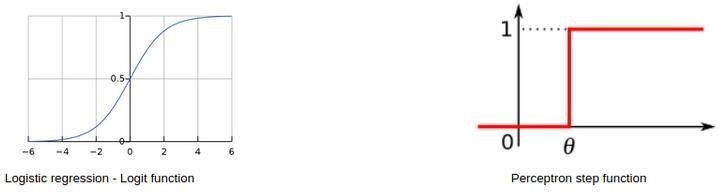 1
0.5
0
−6 −4 −2 0 2 4 6
Logistic regression - Logit function
1
0
θ
Perceptron step function